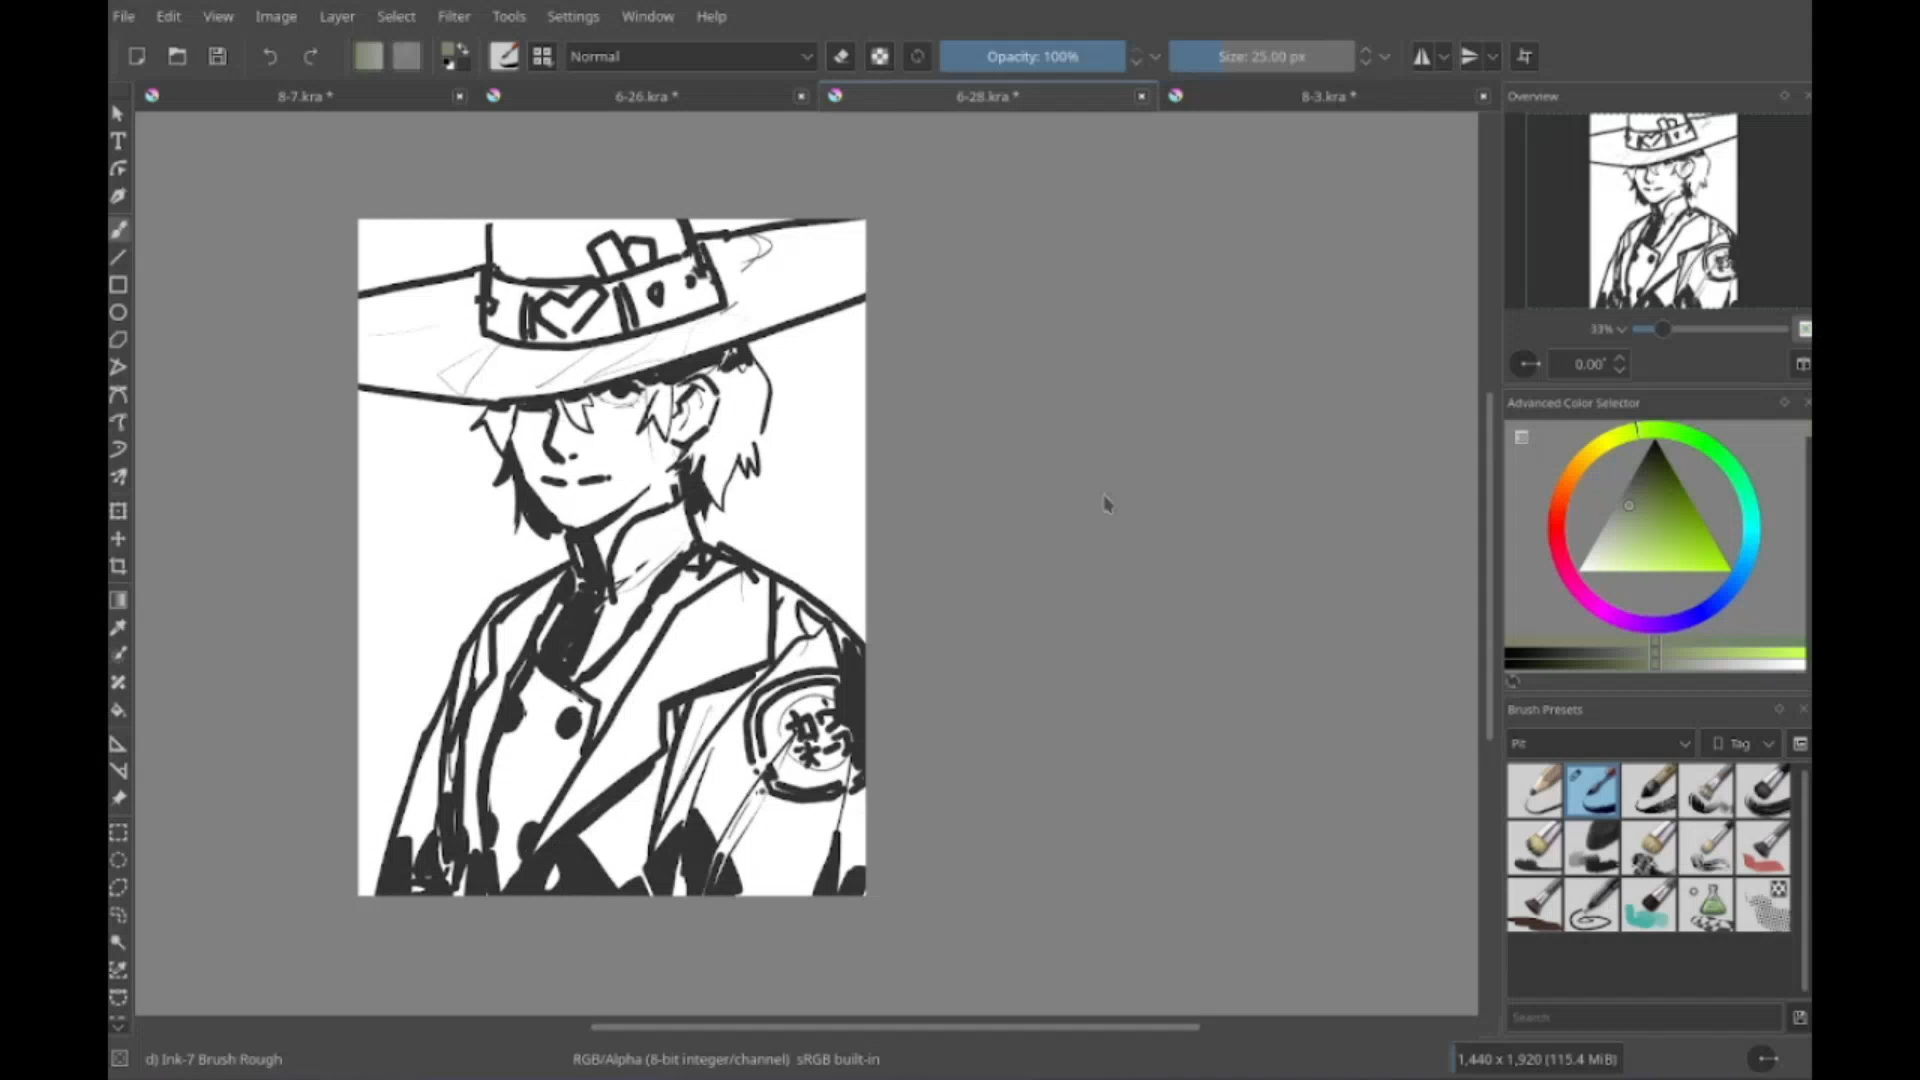 File Edit View Image Layer Select Filter Tools Settings Window Help
Normal
Opacity: 100%
Size: 25.00 px
8-7.kra *
6-26.kra *
6-28.kra *
8-3.kra *
Overview
33%
0.00°
Advanced Color Selector
Brush Presets
Pit
Tag
Search
d) Ink-7 Brush Rough
RGB/Alpha (8-bit integer/channel) sRGB built-in
1,440 x 1,920 (115.4 MiB)